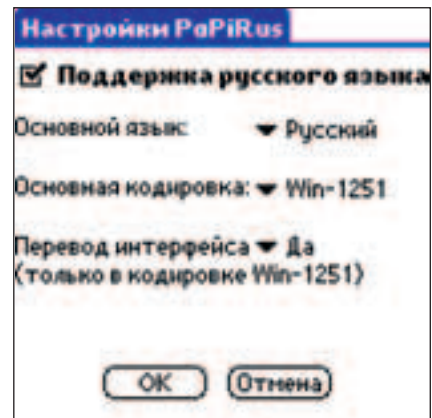 Настройки PaPiRus
Поддержка русского языка
Основной язык: Русский
Основная кодировка: Win-1251
Перевод интерфейса Да
(только в кодировке Win-1251)
OK Отмена